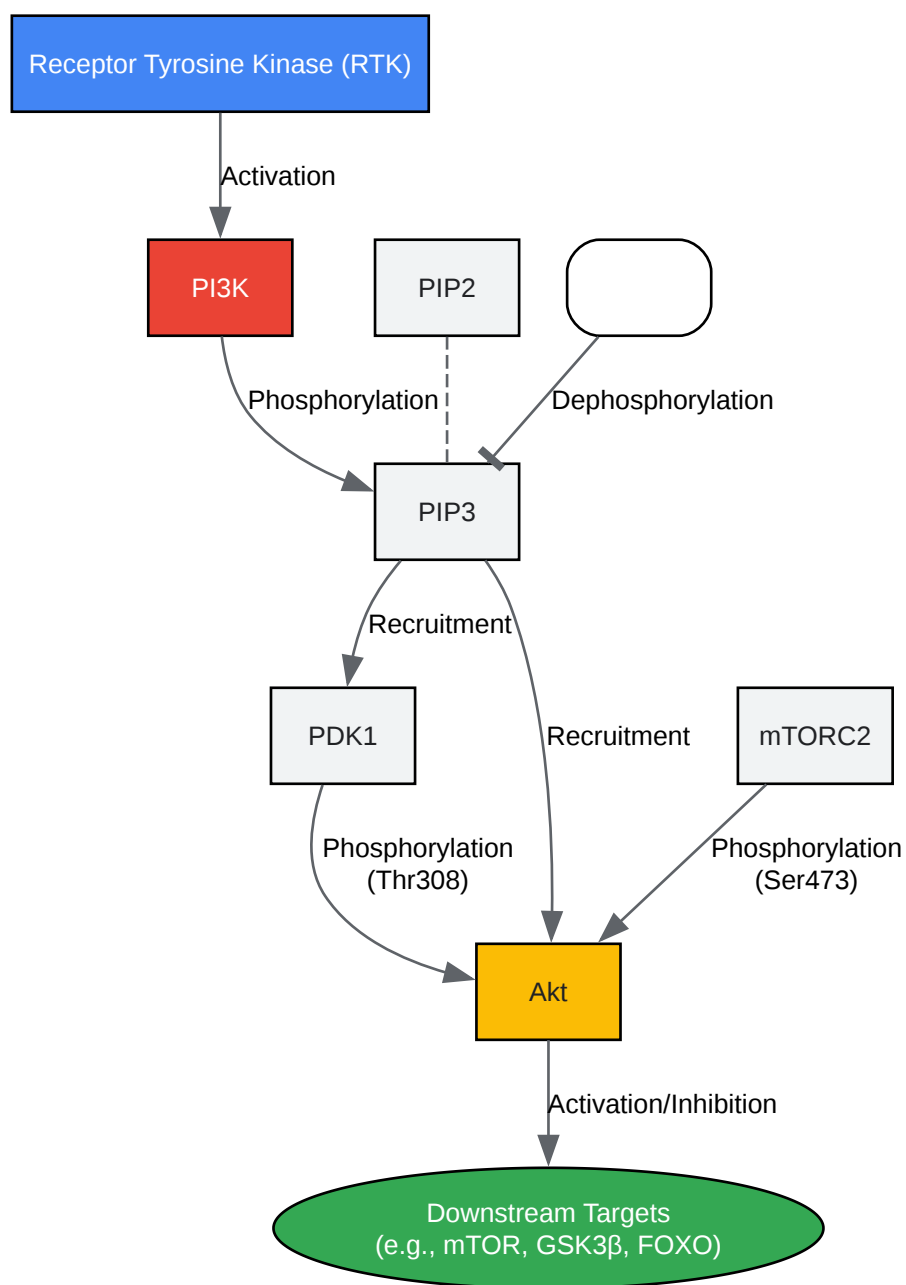 Receptor Tyrosine Kinase (RTK)
Activation
PI3K
PIP2
Phosphorylation
Dephosphorylation
PIP3
Recruitment
PDK1
Recruitment
mTORC2
Phosphorylation
(Thr308)
Phosphorylation
(Ser473)
Akt
Activation/Inhibition
Downstream Targets
(e.g., mTOR, GSK3β, FOXO)